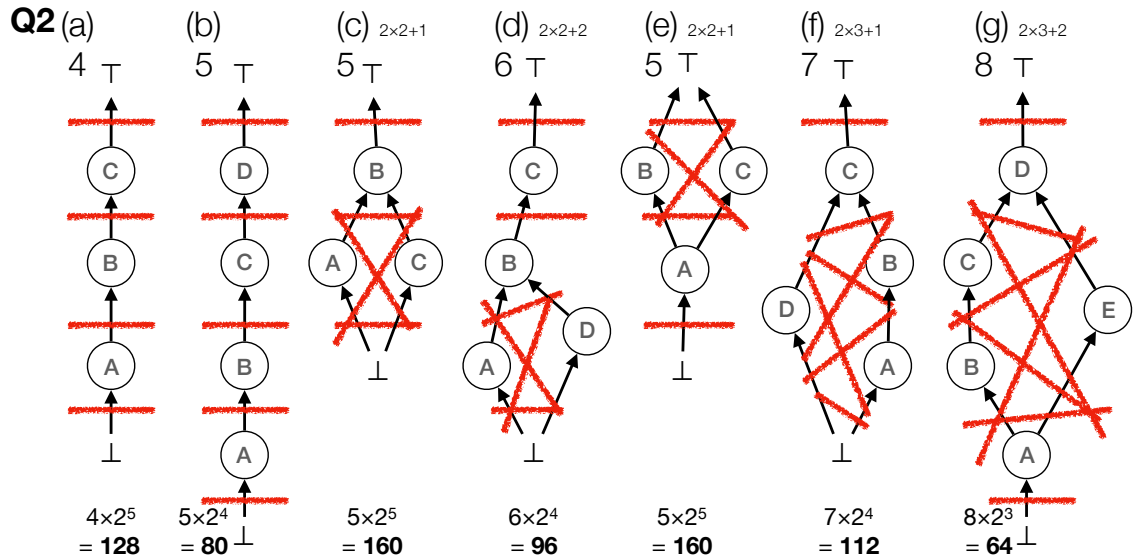 Q2
(a)
4 ⊤
C
B
A
⊥
4×2⁵
= 128
(b)
5 ⊤
D
C
B
A
⊥
5×2⁴
= 80
(c) 2×2+1
5 ⊤
B
A C
⊥
5×2⁵
= 160
(d) 2×2+2
6 ⊤
C
B
D
A
⊥
6×2⁴
= 96
(e) 2×2+1
5 ⊤
B C
A
⊥
5×2⁵
= 160
(f) 2×3+1
7 ⊤
C
B
D
A
⊥
7×2⁴
= 112
(g) 2×3+2
8 ⊤
D
C
E
B
A
⊥
8×2³
= 64